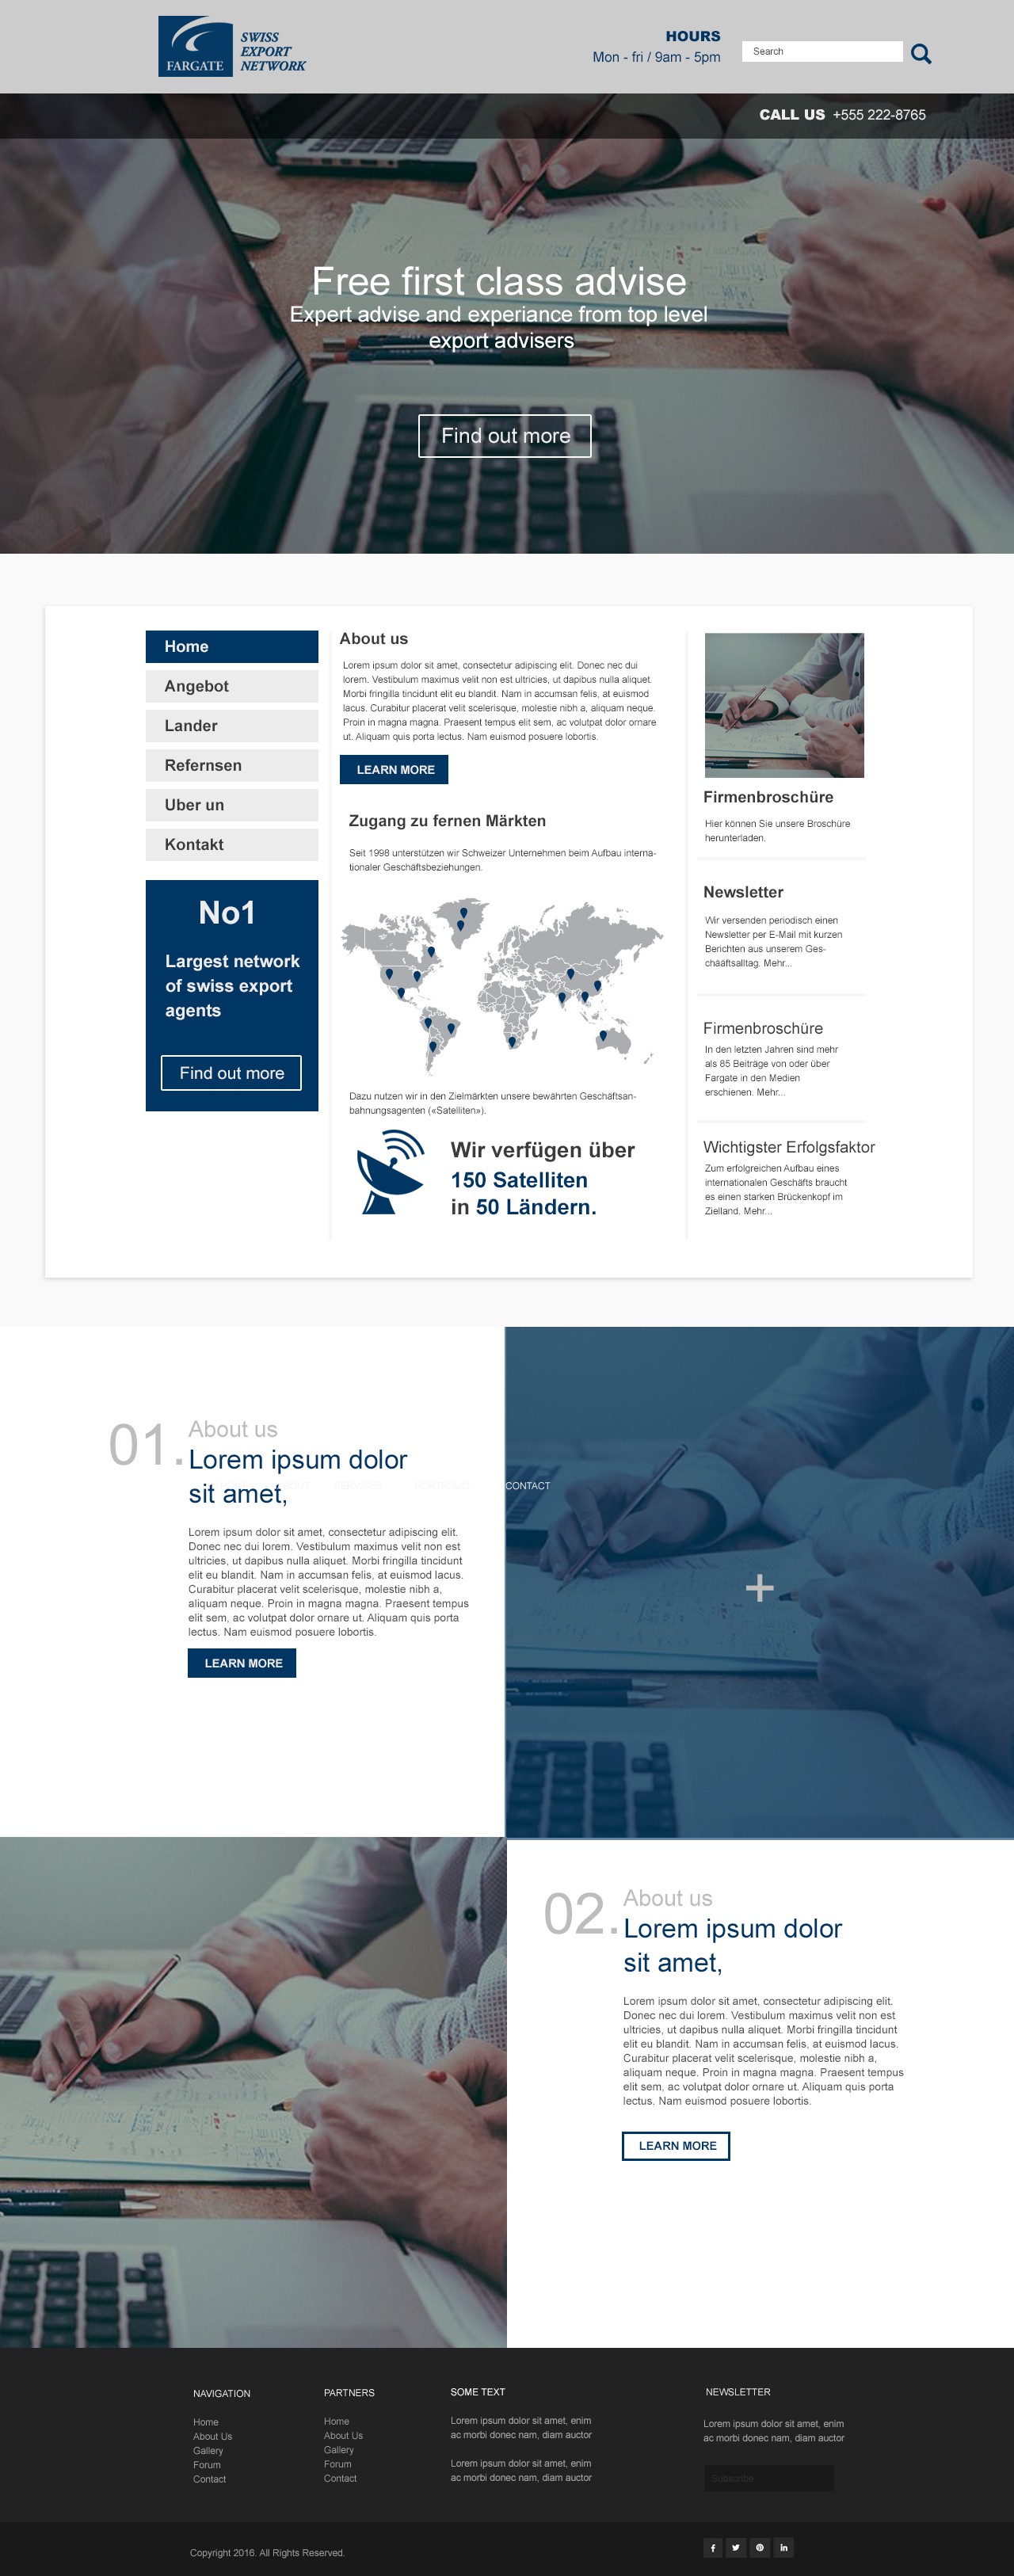 FARGATE
SWISS
EXPORT
NETWORK
HOURS
Mon - fri / 9am - 5pm
Search
CALL US +555 222-8765
Free first class advise
Expert advise and experiance from top level
export advisers
Find out more
Home
Angebot
Lander
Refernsen
Uber un
Kontakt
No1
Largest network
of swiss export
agents
Find out more
About us
Lorem ipsum dolor sit amet, consectetur adipiscing elit. Donec nec dui
lorem. Vestibulum maximus velit non est ultricies, ut dapibus nulla aliquet.
Morbi fringilla tincidunt elit eu blandit. Nam in accumsan felis, at euismod
lacus. Curabitur placerat velit scelerisque, molestie nibh a, aliquam neque.
Proin in magna magna. Praesent tempus elit sem, ac volutpat dolor ornare
ut. Aliquam quis porta lectus. Nam euismod posuere lobortis.
LEARN MORE
Zugang zu fernen Märkten
Seit 1998 unterstützen wir Schweizer Unternehmen beim Aufbau interna-
tionaler Geschäftsbeziehungen.
Dazu nutzen wir in den Zielmärkten unsere bewährten Geschäftsan-
bahnungsagenten («Satelliten»).
Wir verfügen über
150 Satelliten
in 50 Ländern.
Firmenbroschüre
Hier können Sie unsere Broschüre
herunterladen.
Newsletter
Wir versenden periodisch einen
Newsletter per E-Mail mit kurzen
Berichten aus unserem Ges-
chääftsalltag. Mehr...
Firmenbroschüre
In den letzten Jahren sind mehr
als 85 Beiträge von oder über
Fargate in den Medien
erschienen. Mehr...
Wichtigster Erfolgsfaktor
Zum erfolgreichen Aufbau eines
internationalen Geschäfts braucht
es einen starken Brückenkopf im
Zielland. Mehr...
01.
About us
Lorem ipsum dolor
sit amet,
SERVICES PORTFOLIO CONTACT
Lorem ipsum dolor sit amet, consectetur adipiscing elit.
Donec nec dui lorem. Vestibulum maximus velit non est
ultricies, ut dapibus nulla aliquet. Morbi fringilla tincidunt
elit eu blandit. Nam in accumsan felis, at euismod lacus.
Curabitur placerat velit scelerisque, molestie nibh a,
aliquam neque. Proin in magna magna. Praesent tempus
elit sem, ac volutpat dolor ornare ut. Aliquam quis porta
lectus. Nam euismod posuere lobortis.
LEARN MORE
02.
About us
Lorem ipsum dolor
sit amet,
Lorem ipsum dolor sit amet, consectetur adipiscing elit.
Donec nec dui lorem. Vestibulum maximus velit non est
ultricies, ut dapibus nulla aliquet. Morbi fringilla tincidunt
elit eu blandit. Nam in accumsan felis, at euismod lacus.
Curabitur placerat velit scelerisque, molestie nibh a,
aliquam neque. Proin in magna magna. Praesent tempus
elit sem, ac volutpat dolor ornare ut. Aliquam quis porta
lectus. Nam euismod posuere lobortis.
LEARN MORE
NAVIGATION
Home
About Us
Gallery
Forum
Contact
PARTNERS
Home
About Us
Gallery
Forum
Contact
SOME TEXT
Lorem ipsum dolor sit amet, enim
ac morbi donec nam, diam auctor
Lorem ipsum dolor sit amet, enim
ac morbi donec nam, diam auctor
NEWSLETTER
Lorem ipsum dolor sit amet, enim
ac morbi donec nam, diam auctor
Subscribe
Copyright 2016. All Rights Reserved.